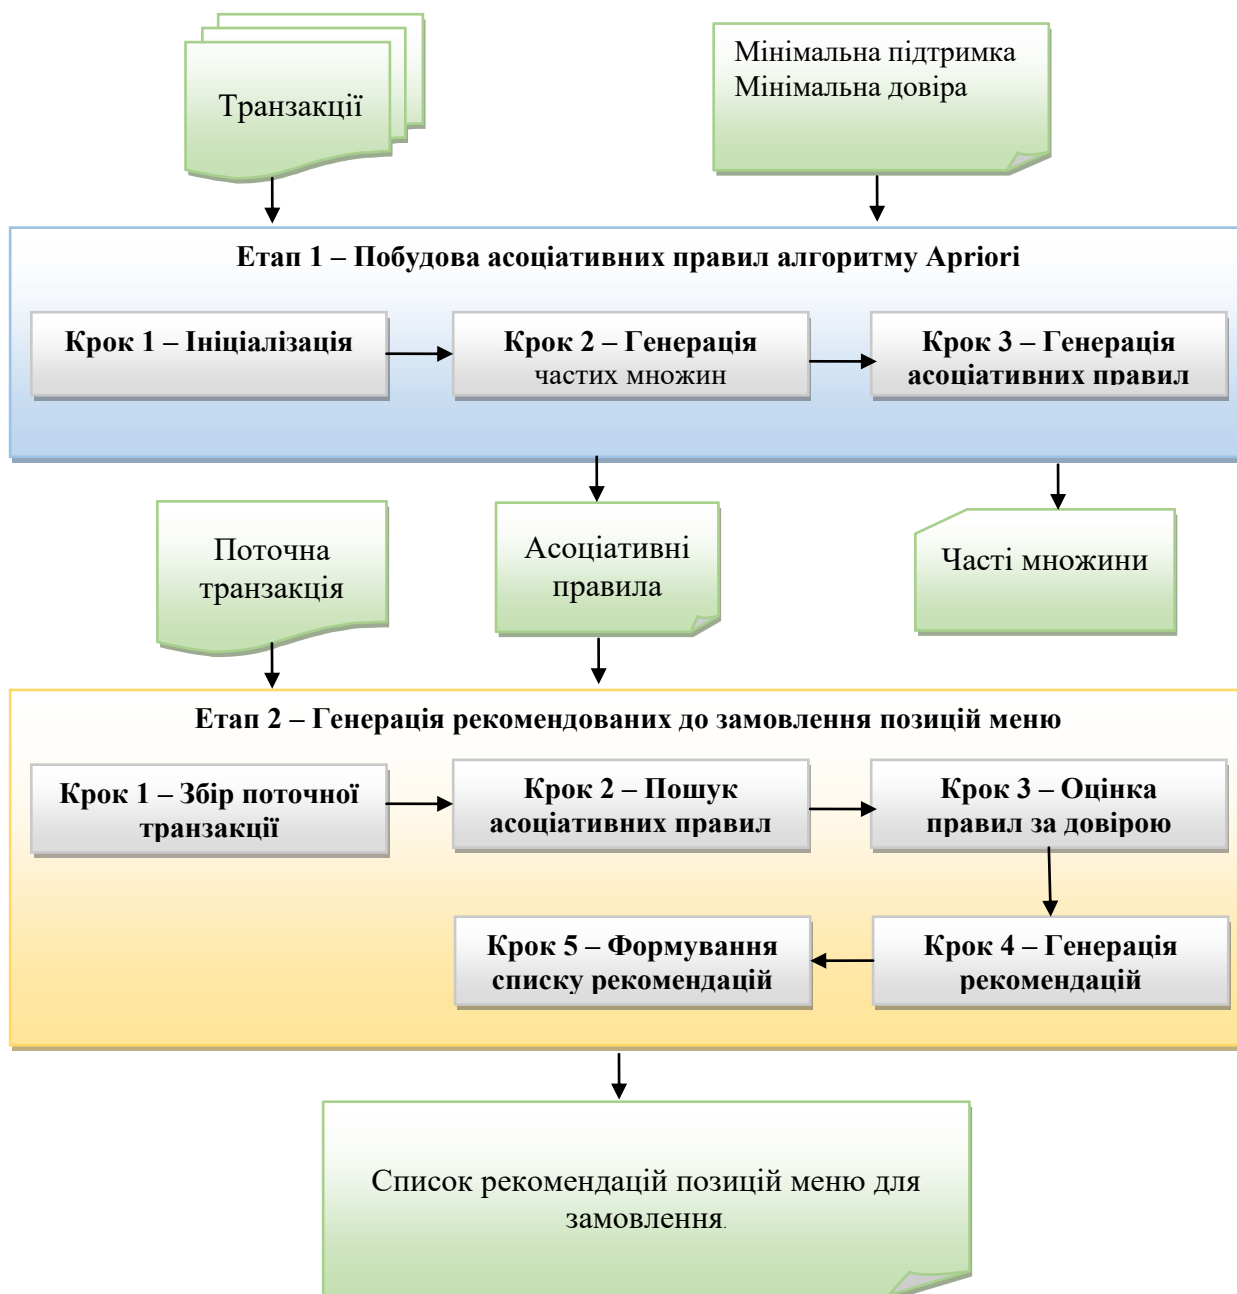 Транзакції
Мінімальна підтримка
Мінімальна довіра
Етап 1 – Побудова асоціативних правил алгоритму Apriori
Крок 1 – Ініціалізація
Крок 2 – Генерація
частих множин
Крок 3 – Генерація
асоціативних правил
Поточна
транзакція
Асоціативні
правила
Часті множини
Етап 2 – Генерація рекомендованих до замовлення позицій меню
Крок 1 – Збір поточної
транзакції
Крок 2 – Пошук
асоціативних правил
Крок 3 – Оцінка
правил за довірою
Крок 5 – Формування
списку рекомендацій
Крок 4 – Генерація
рекомендацій
Список рекомендацій позицій меню для
замовлення.